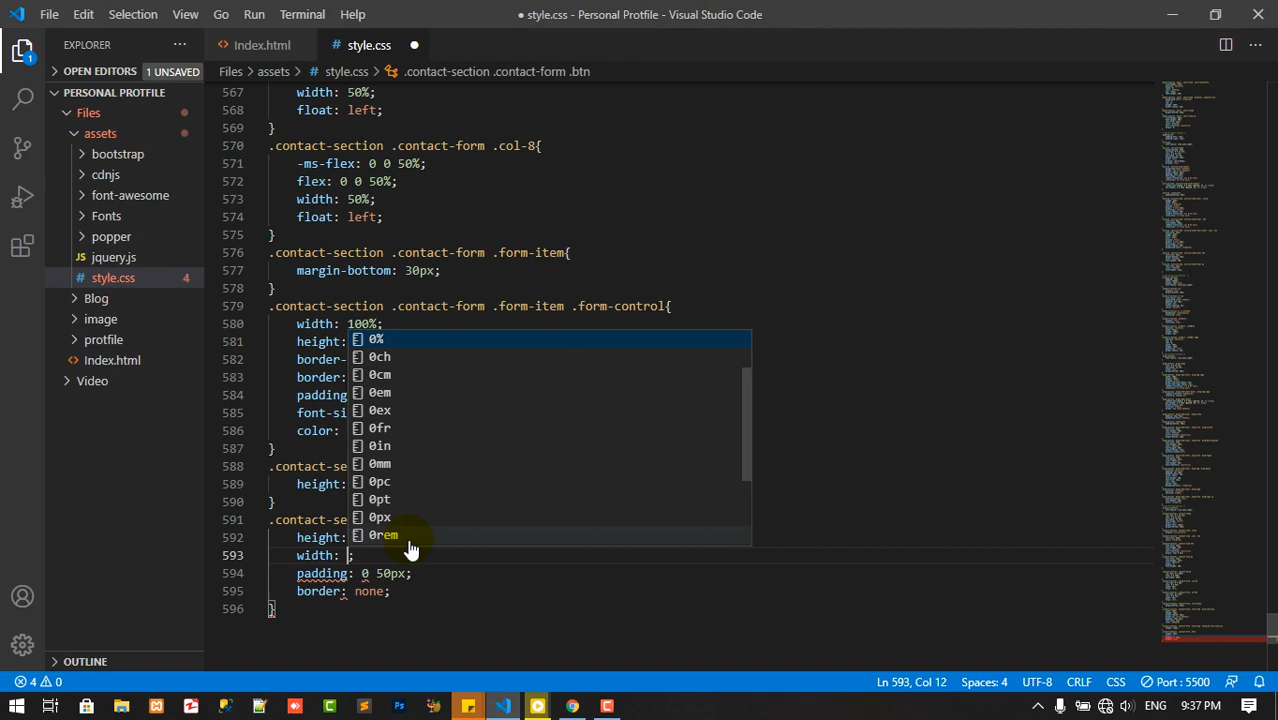 File Edit Selection View Go Run Terminal Help
● style.css - Personal Protfile - Visual Studio Code
EXPLORER ···
OPEN EDITORS 1 UNSAVED
PERSONAL PROTFILE
Files
assets
bootstrap
cdnjs
font-awesome
Fonts
popper
JS jquery.js
# style.css 4
Blog
image
profile
<> Index.html
Video
OUTLINE
<> Index.html # style.css ●
Files > assets > # style.css > .contact-section .contact-form .btn
567 width: 50%;
568 float: left;
569 }
570 .contact-section .contact-form .col-8{
571 -ms-flex: 0 0 50%;
572 flex: 0 0 50%;
573 width: 50%;
574 float: left;
575 }
576 .contact-section .contact-form .form-item{
577 margin-bottom: 30px;
578 }
579 .contact-section .contact-form .form-item .form-control{
580 width: 100%;
581 height:
582 border-
583 border:
584 padding
585 font-si
586 color:
587 }
588 .contact-se
589 height:
590 }
591 .contact-se
592 height:
593 width: ;
594 padding: 0 50px;
595 border: none;
596 }
0%
0ch
0cm
0em
0ex
0fr
0in
0mm
0pc
0pt
0px
0rem
4 0 Ln 593, Col 12 Spaces: 4 UTF-8 CRLF CSS Port : 5500
ENG 9:37 PM